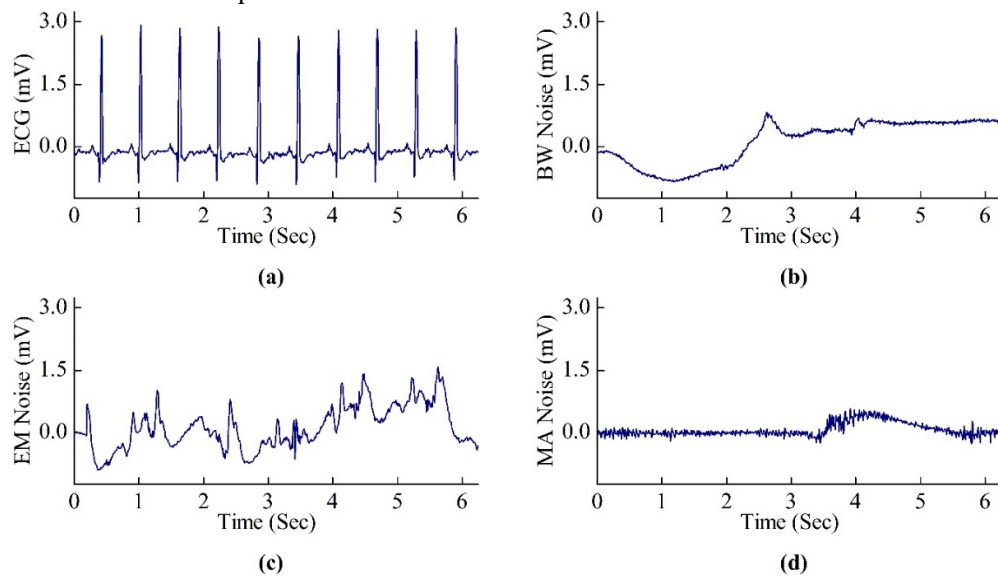 3.0
1.5
0.0
ECG (mV)
0 1 2 3 4 5 6
Time (Sec)
(a)
3.0
1.5
0.0
BW Noise (mV)
0 1 2 3 4 5 6
Time (Sec)
(b)
3.0
1.5
0.0
EM Noise (mV)
0 1 2 3 4 5 6
Time (Sec)
(c)
3.0
1.5
0.0
MA Noise (mV)
0 1 2 3 4 5 6
Time (Sec)
(d)